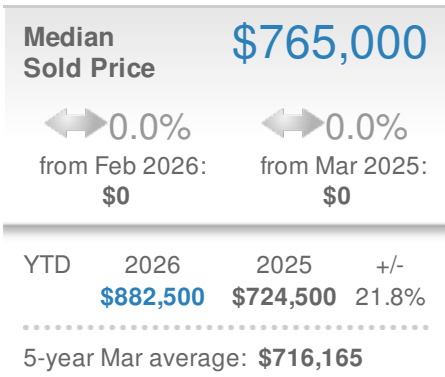 Median
Sold Price
$765,000
0.0% 0.0%
from Feb 2026: from Mar 2025:
$0 $0
YTD 2026 2025 +/-
$882,500 $724,500 21.8%
5-year Mar average: $716,165